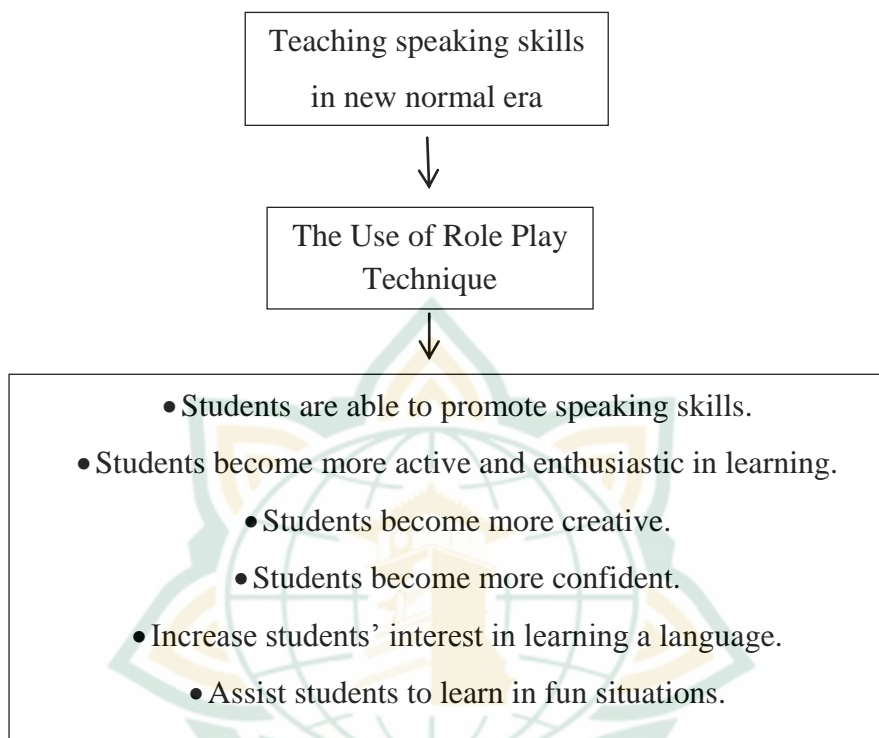 Teaching speaking skills
in new normal era
The Use of Role Play
Technique
•Students are able to promote speaking skills.
•Students become more active and enthusiastic in learning.
•Students become more creative.
•Students become more confident.
•Increase students’ interest in learning a language.
•Assist students to learn in fun situations.